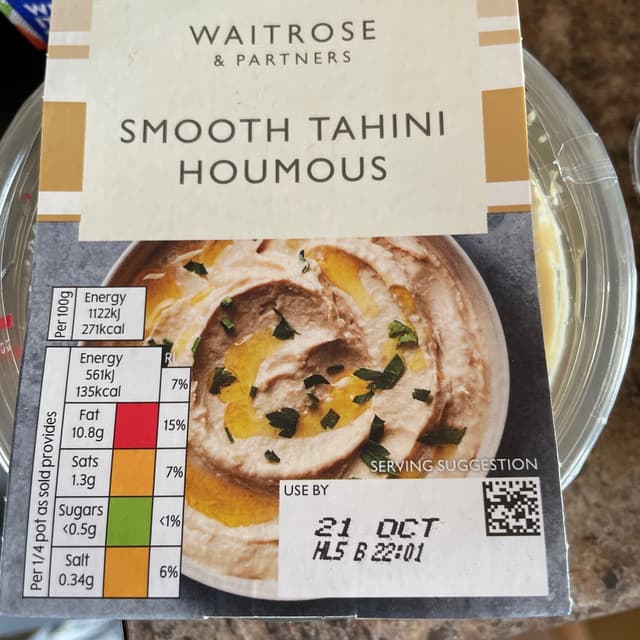 WAITROSE
& PARTNERS
SMOOTH TAHINI
HOUMOUS
Per 100g
Energy
1122kJ
271kcal
Per 1/4 pot as sold provides
RI
Energy
561kJ
135kcal
7%
Fat
10.8g
15%
Sats
1.3g
7%
Sugars
<0.5g
<1%
Salt
0.34g
6%
SERVING SUGGESTION
USE BY
21 OCT
HL5 B 22:01